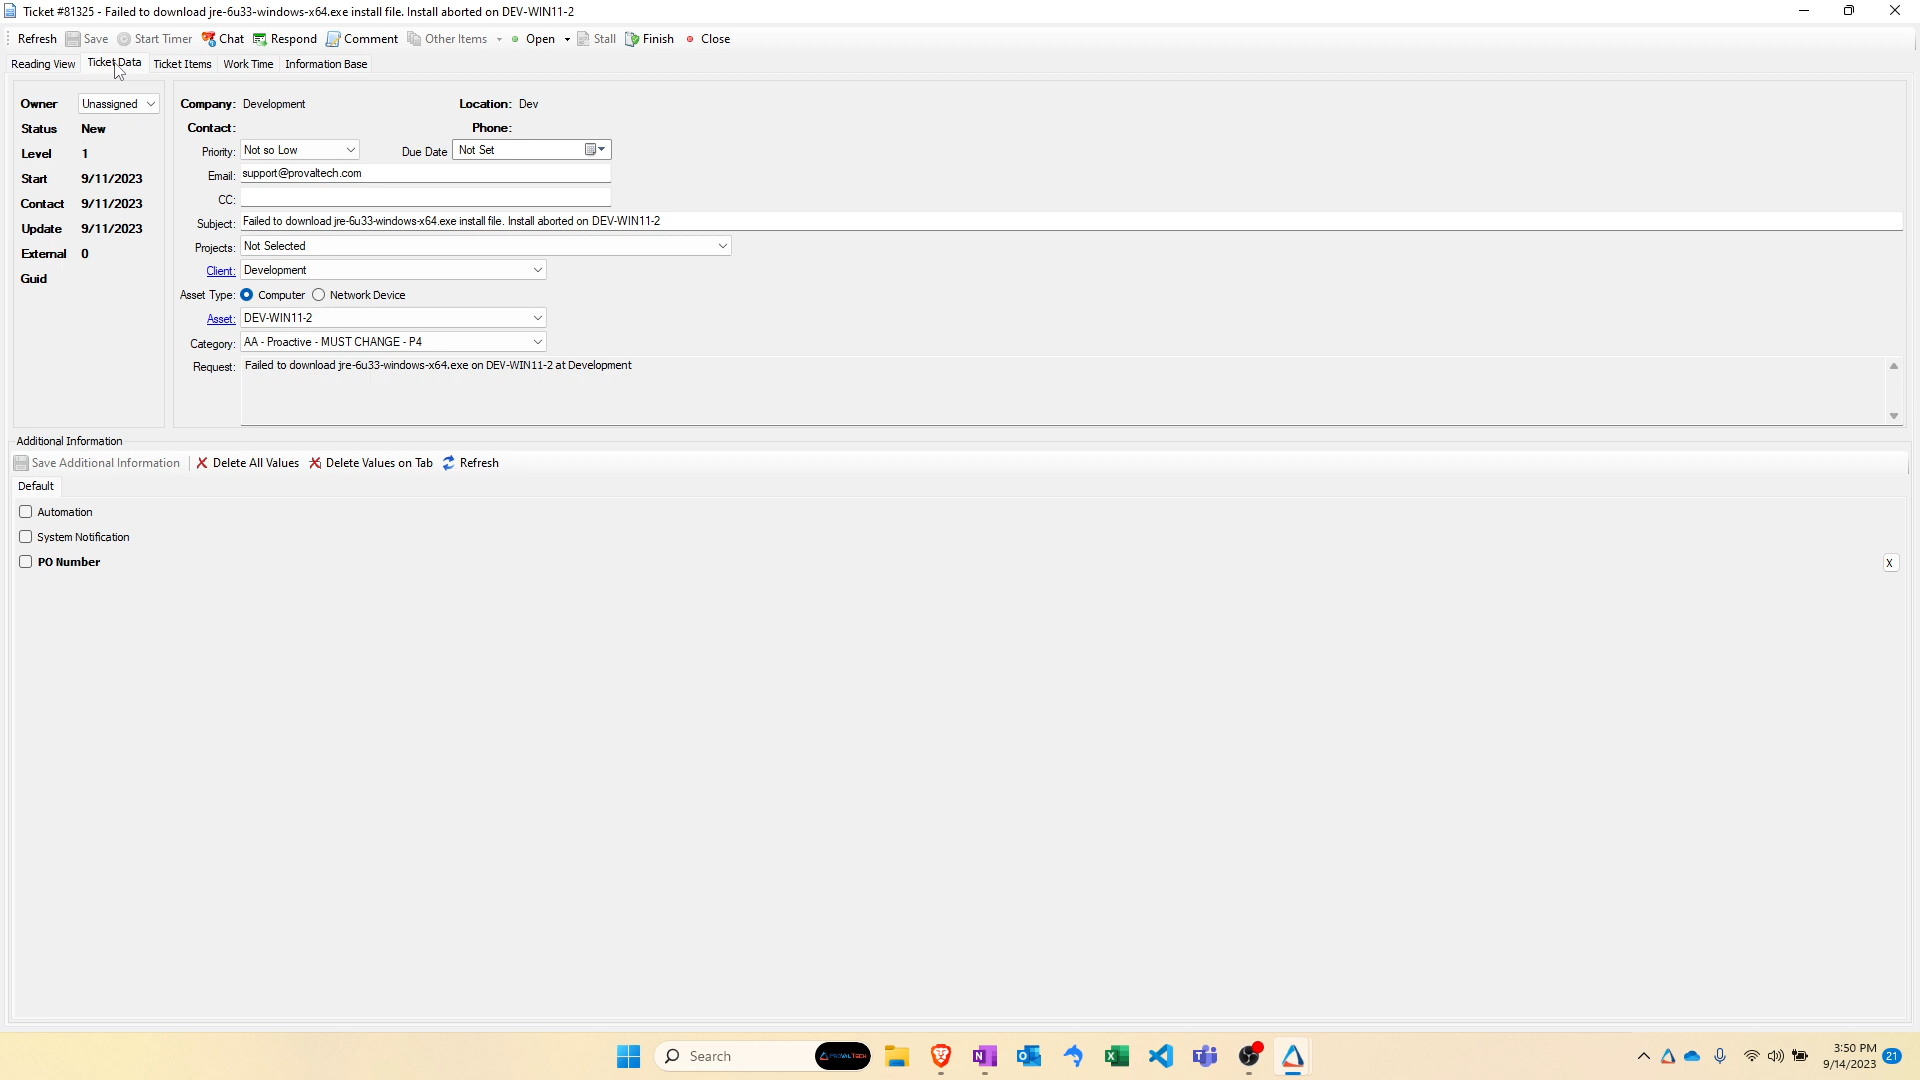 Ticket #81325 - Failed to download jre-6u33-windows-x64.exe install file. Install aborted on DEV-WIN11-2
Refresh Save Start Timer Chat Respond Comment Other Items Open Stall Finish Close
Reading View Ticket Data Ticket Items Work Time Information Base
Owner Unassigned Company: Development Location: Dev
Status New Contact: Phone:
Level 1 Priority: Not so Low Due Date Not Set
Start 9/11/2023 Email: support@provaltech.com
Contact 9/11/2023 CC:
Update 9/11/2023 Subject: Failed to download jre-6u33-windows-x64.exe install file. Install aborted on DEV-WIN11-2
External 0 Projects: Not Selected
Guid Client: Development
Asset Type: Computer Network Device
Asset: DEV-WIN11-2
Category: AA - Proactive - MUST CHANGE - P4
Request: Failed to download jre-6u33-windows-x64.exe on DEV-WIN11-2 at Development
Additional Information
Save Additional Information Delete All Values Delete Values on Tab Refresh
Default
Automation
System Notification
PO Number X
Search PROVALTECH 3:50 PM
9/14/2023 21